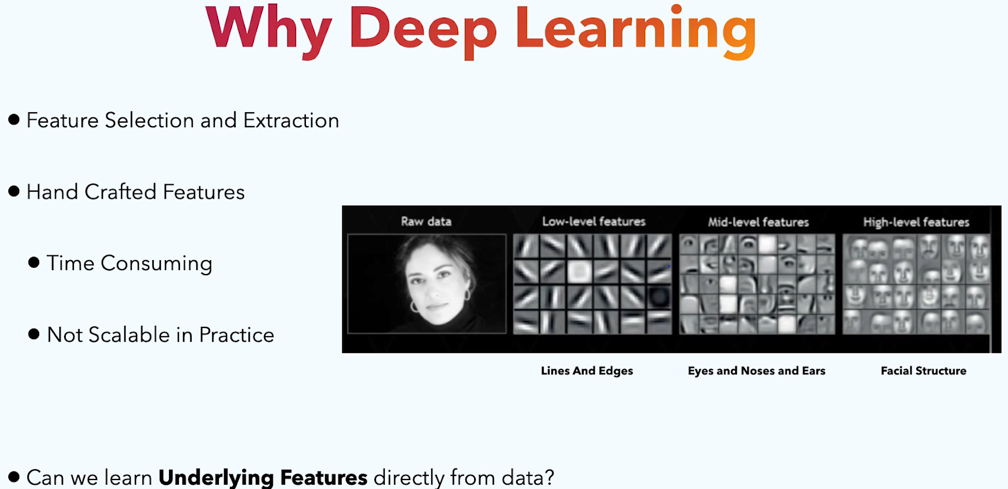 Why Deep Learning
● Feature Selection and Extraction
● Hand Crafted Features
● Time Consuming
● Not Scalable in Practice
Raw data
Low-level features
Mid-level features
High-level features
Lines And Edges
Eyes and Noses and Ears
Facial Structure
● Can we learn Underlying Features directly from data?